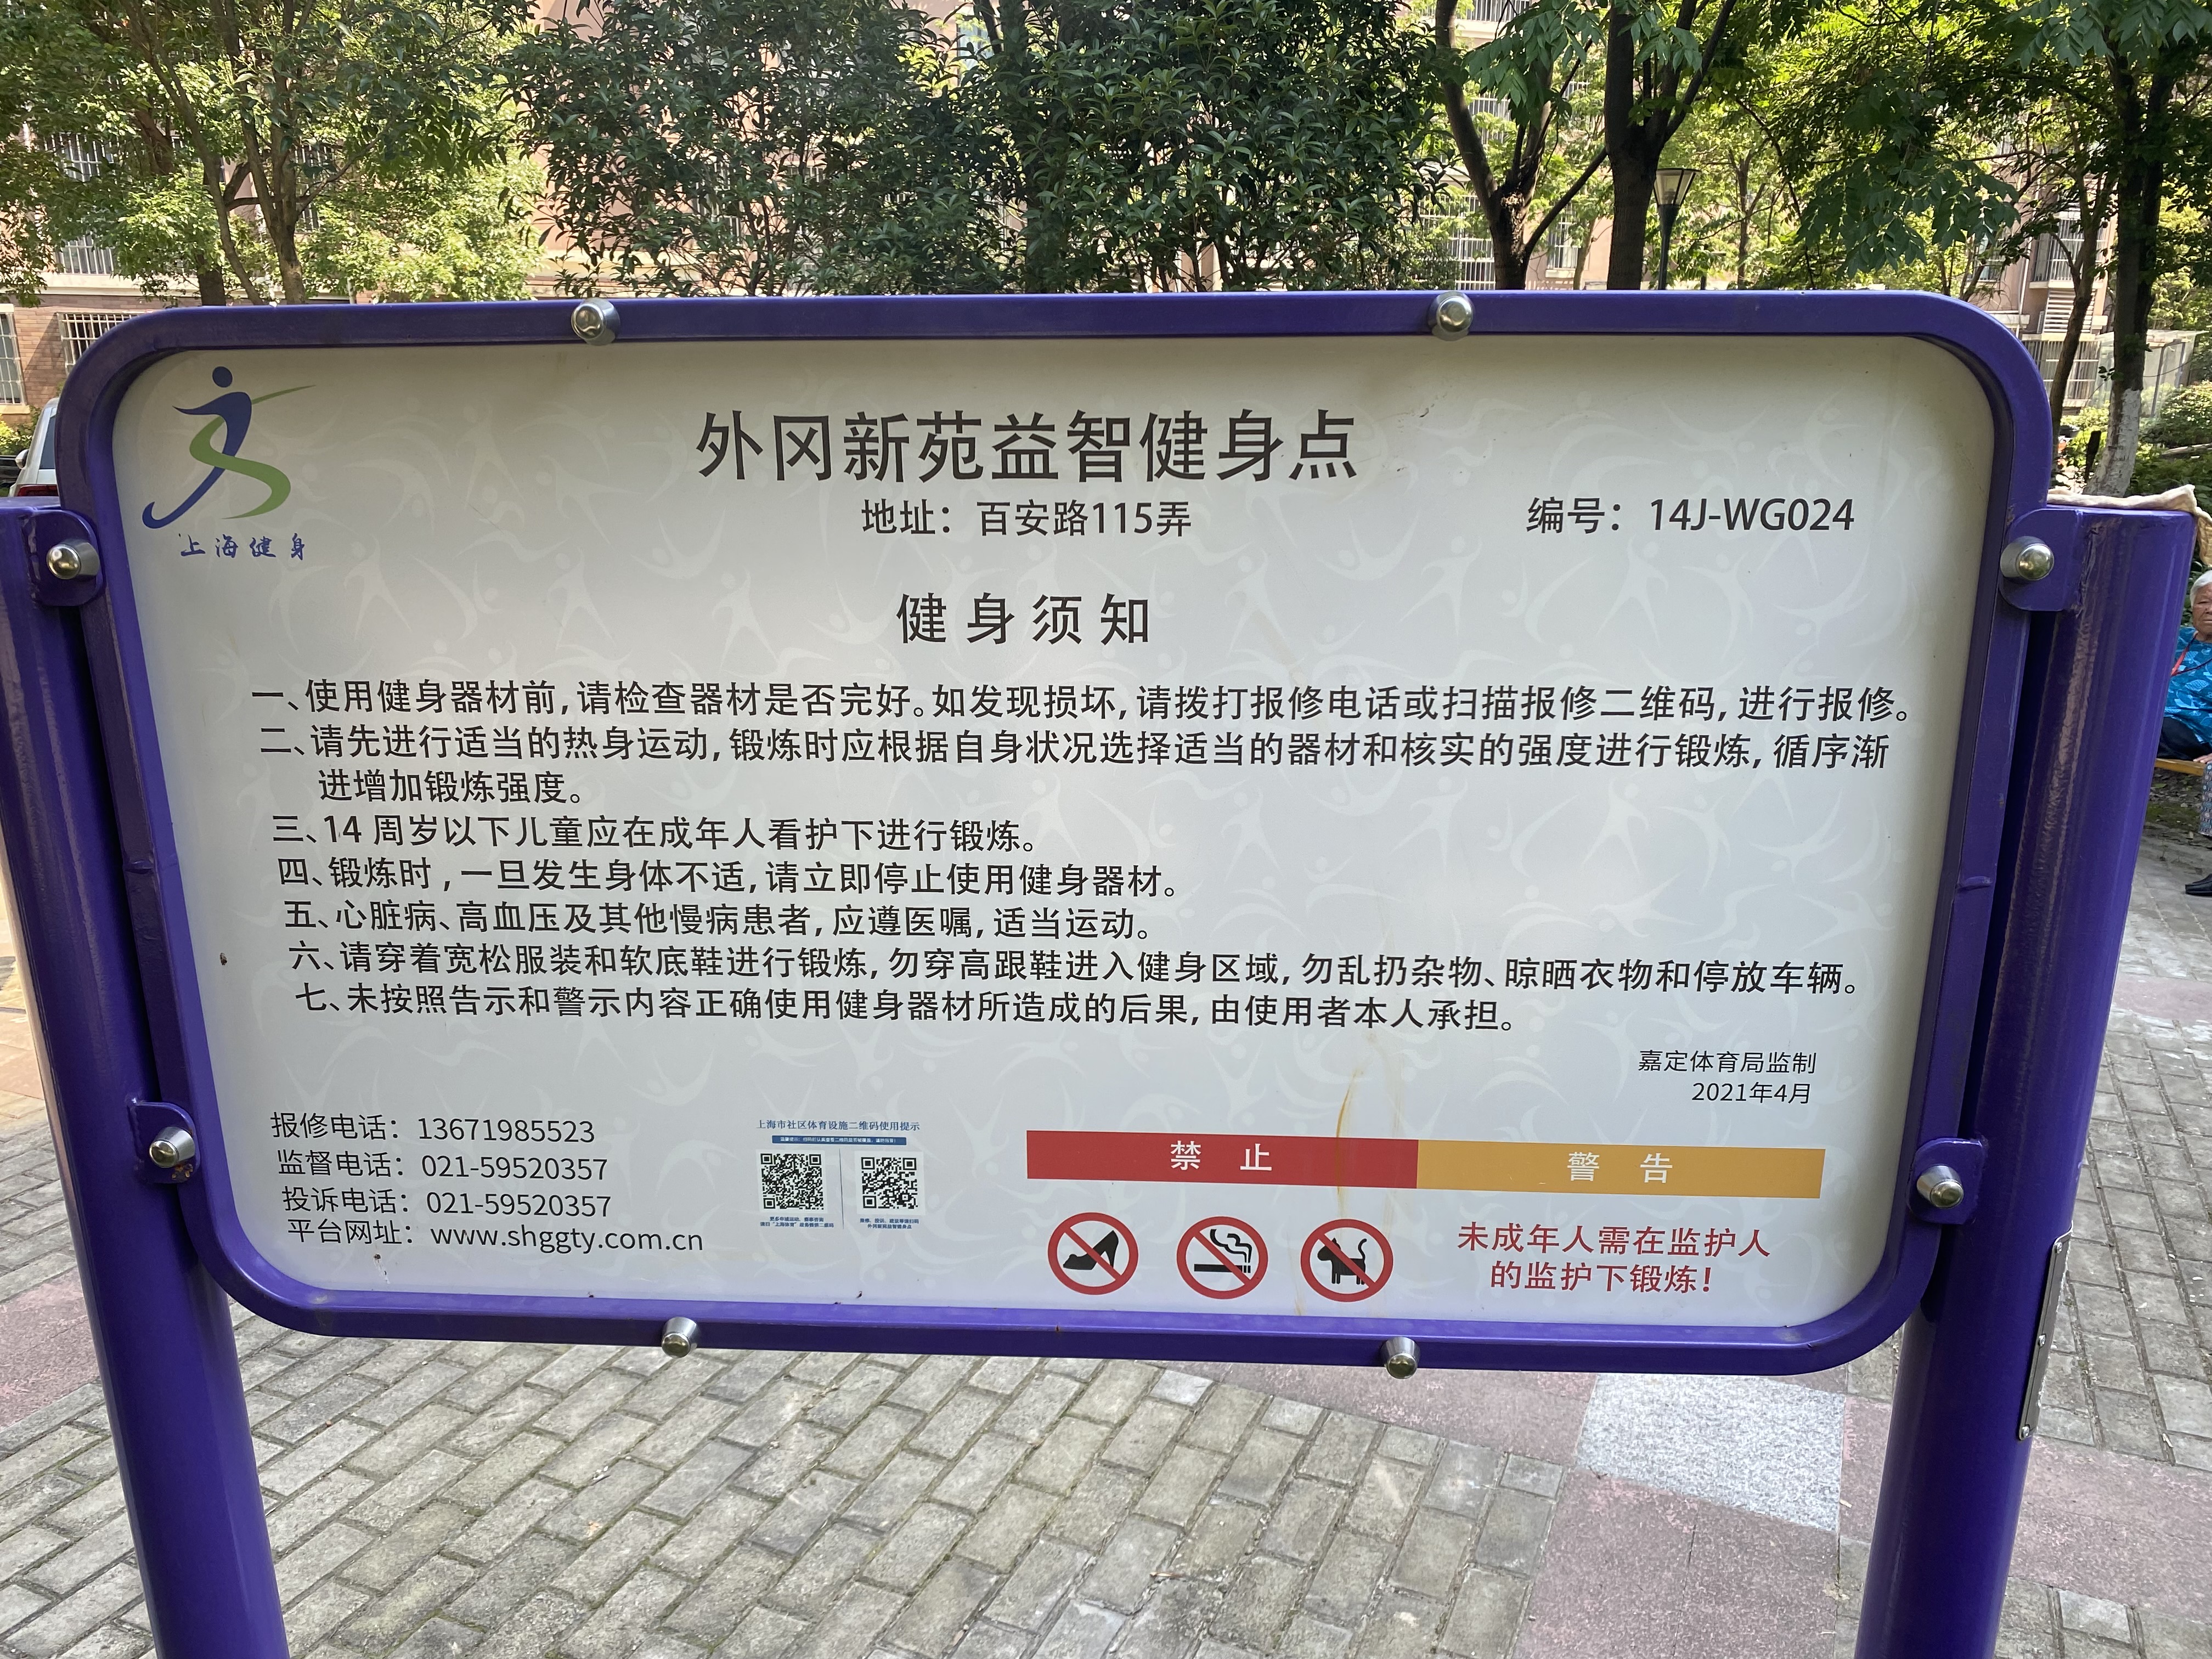 上海健身
外冈新苑益智健身点
地址：百安路115弄
编号：14J-WG024
健身须知
一、使用健身器材前，请检查器材是否完好。如发现损坏，请拨打报修电话或扫描报修二维码，进行报修。
二、请先进行适当的热身运动，锻炼时应根据自身状况选择适当的器材和核实的强度进行锻炼，循序渐
进增加锻炼强度。
三、14 周岁以下儿童应在成年人看护下进行锻炼。
四、锻炼时，一旦发生身体不适，请立即停止使用健身器材。
五、心脏病、高血压及其他慢病患者，应遵医嘱，适当运动。
六、请穿着宽松服装和软底鞋进行锻炼，勿穿高跟鞋进入健身区域，勿乱扔杂物、晾晒衣物和停放车辆。
七、未按照告示和警示内容正确使用健身器材所造成的后果，由使用者本人承担。
嘉定体育局监制
2021年4月
报修电话：13671985523
监督电话：021-59520357
投诉电话：021-59520357
平台网址：www.shggty.com.cn
上海市社区体育设施二维码使用提示
禁 止
警 告
未成年人需在监护人
的监护下锻炼！